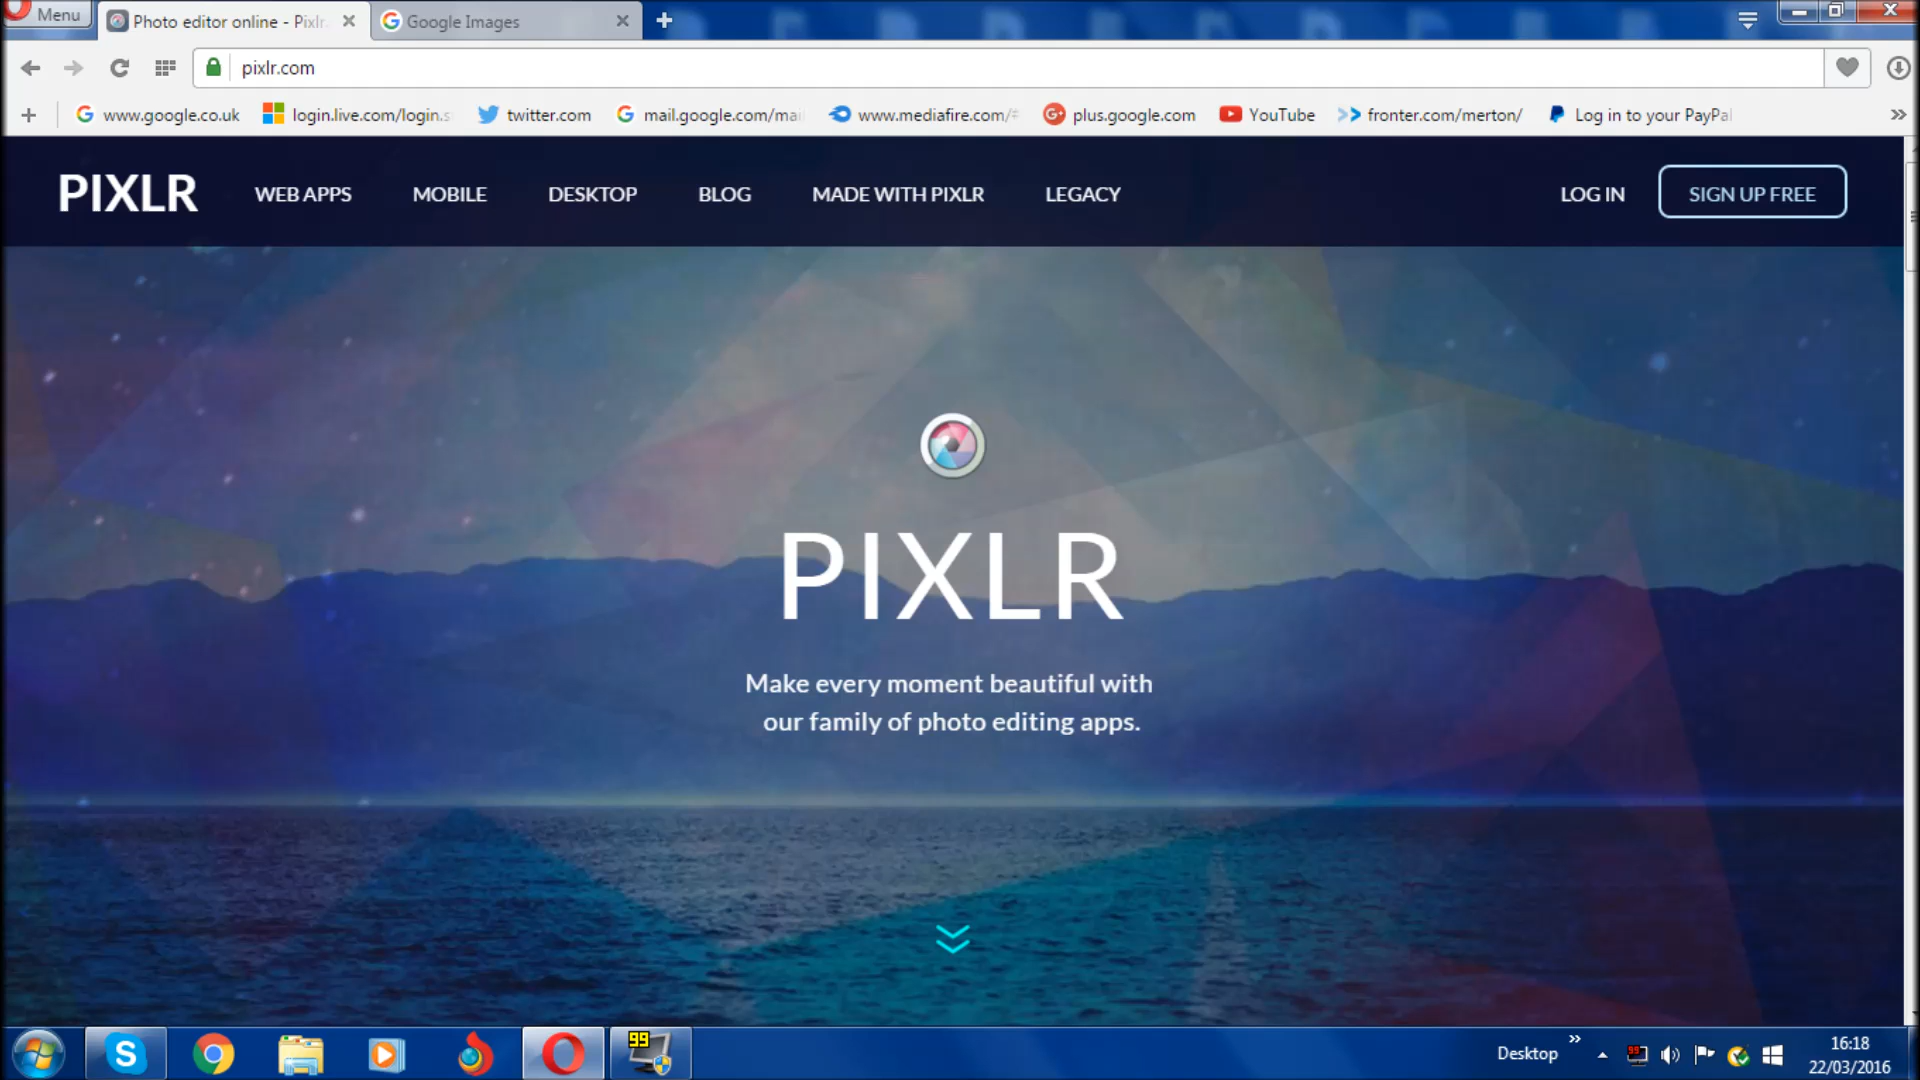 Menu
Photo editor online - Pixlr
Google Images
pixlr.com
www.google.co.uk
login.live.com/login.s
twitter.com
mail.google.com/mai
www.mediafire.com/#
plus.google.com
YouTube
fronter.com/merton/
Log in to your PayPal
PIXLR
WEB APPS
MOBILE
DESKTOP
BLOG
MADE WITH PIXLR
LEGACY
LOG IN
SIGN UP FREE
PIXLR
Make every moment beautiful with
our family of photo editing apps.
99
Desktop
99
16:18
22/03/2016